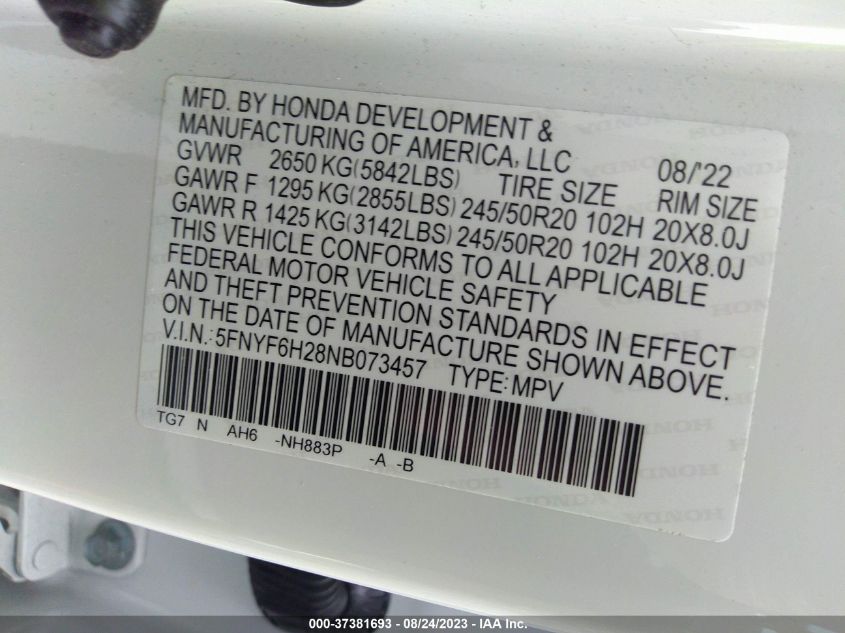 MFD. BY HONDA DEVELOPMENT &
MANUFACTURING OF AMERICA, LLC 08/'22
GVWR 2650 KG(5842LBS) TIRE SIZE RIM SIZE
GAWR F 1295 KG(2855LBS) 245/50R20 102H 20X8.0J
GAWR R 1425 KG(3142LBS) 245/50R20 102H 20X8.0J
THIS VEHICLE CONFORMS TO ALL APPLICABLE
FEDERAL MOTOR VEHICLE SAFETY
AND THEFT PREVENTION STANDARDS IN EFFECT
ON THE DATE OF MANUFACTURE SHOWN ABOVE.
V.I.N.: 5FNYF6H28NB073457 TYPE: MPV
TG7 N AH6 -NH883P -A -B
HONDA
000-37381693 - 08/24/2023 - IAA Inc.